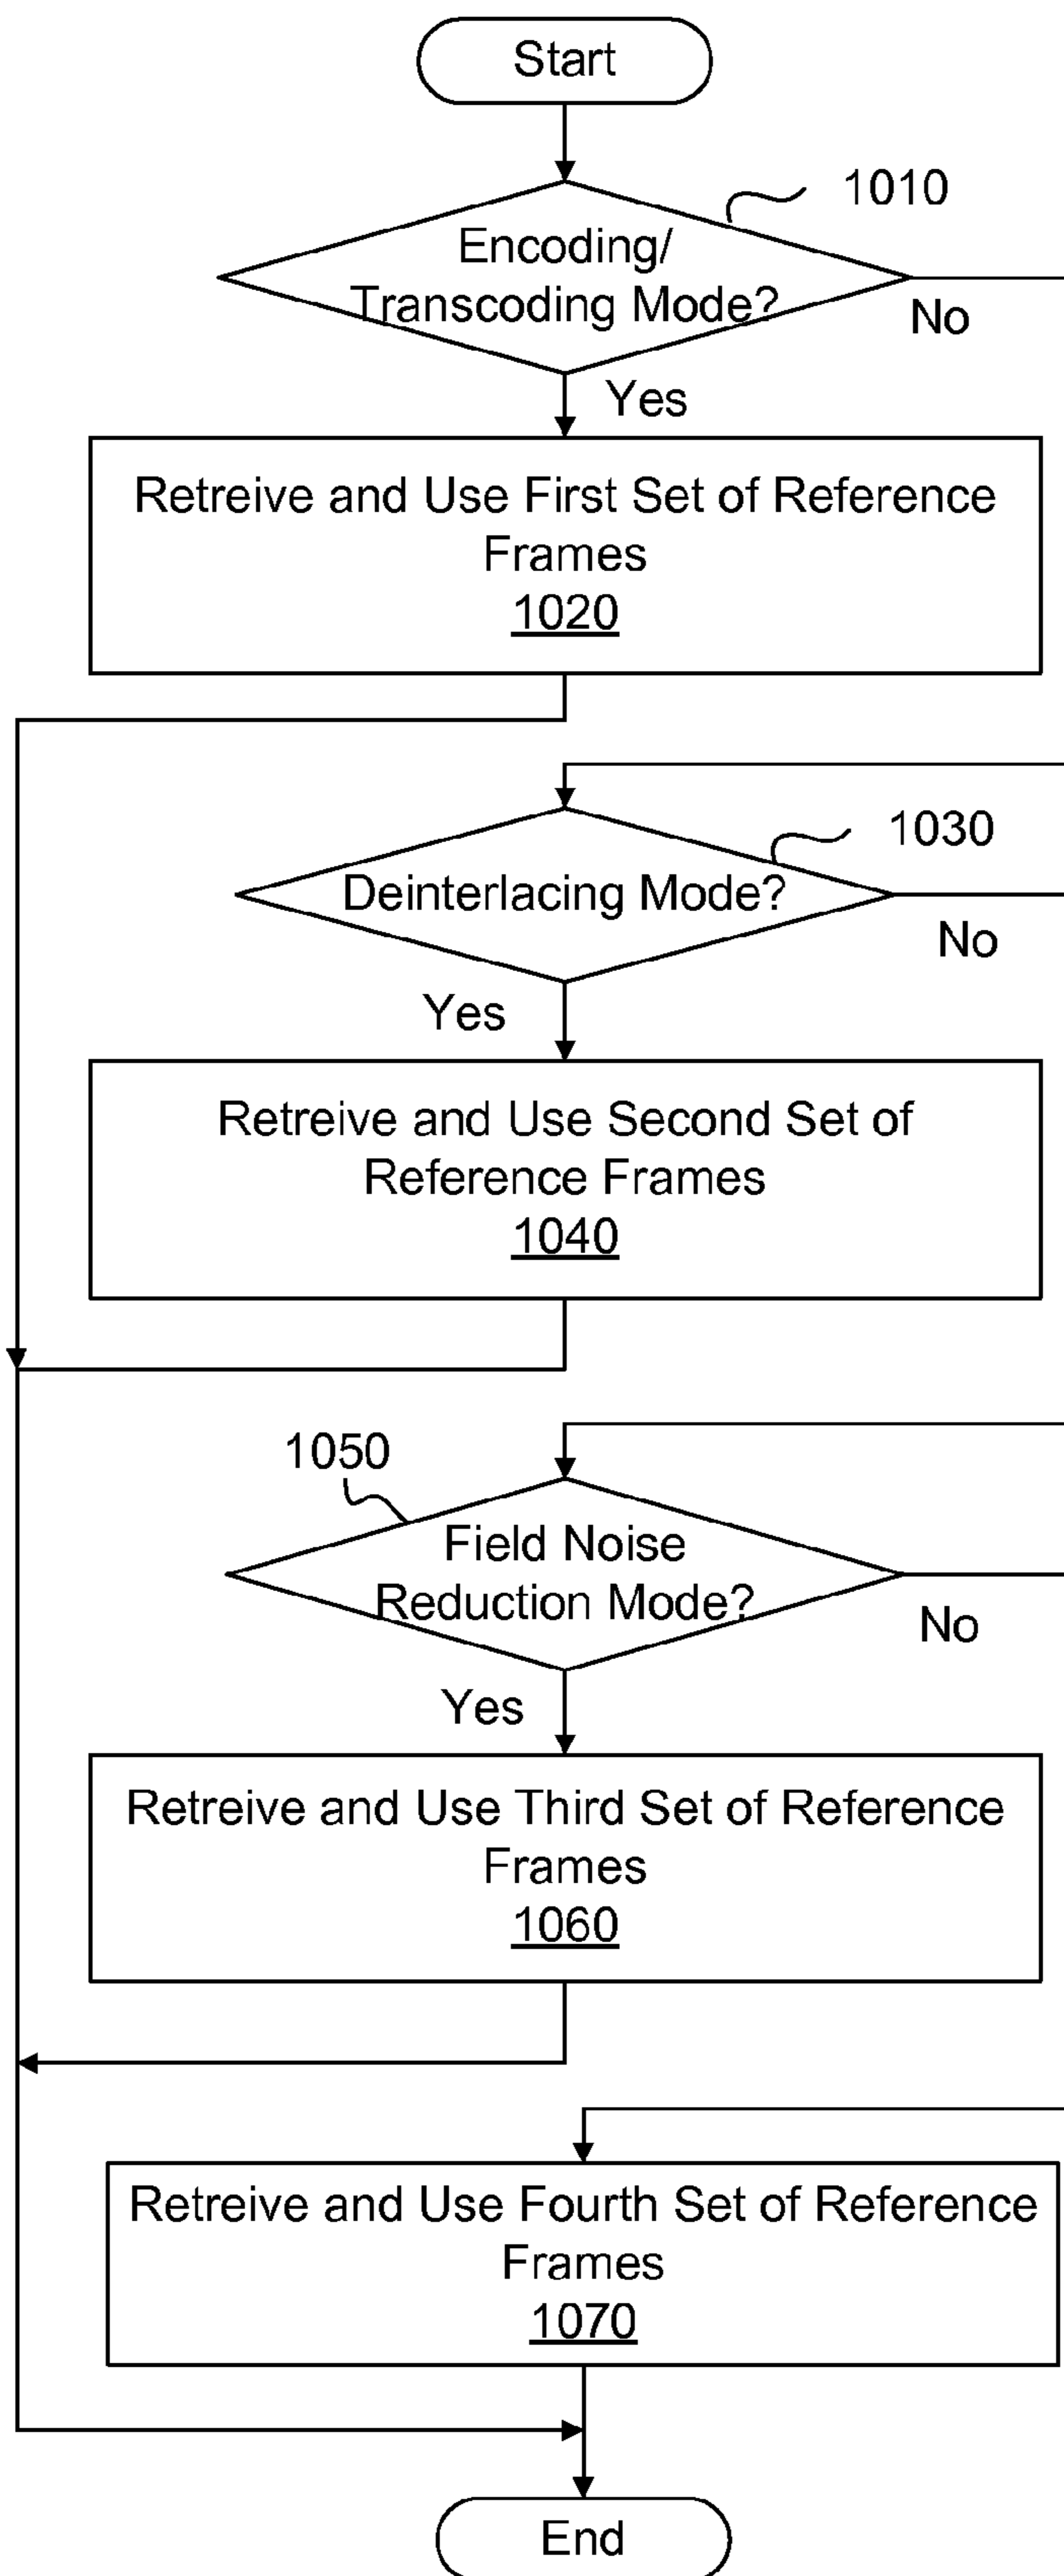 Start
1010
Encoding/
Transcoding Mode?
No
Yes
Retreive and Use First Set of Reference
Frames
1020
1030
Deinterlacing Mode?
No
Yes
Retreive and Use Second Set of
Reference Frames
1040
1050
Field Noise
Reduction Mode?
No
Yes
Retreive and Use Third Set of Reference
Frames
1060
Retreive and Use Fourth Set of Reference
Frames
1070
End